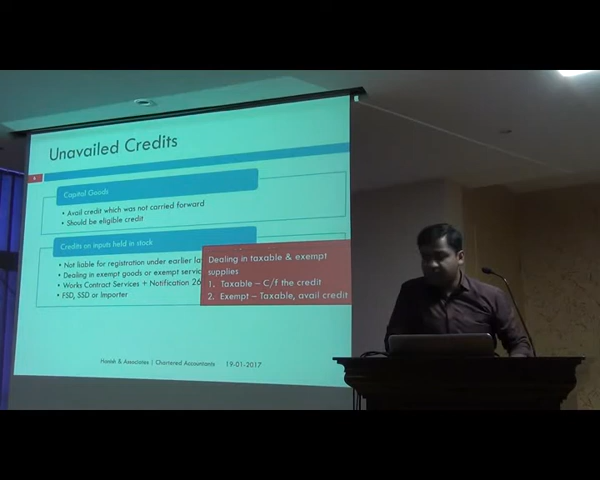 Unavailed Credits
Capital Goods
• Avail credit which was not carried forward
• Should be eligible credit
Credits on inputs held in stock
• Not liable for registration under earlier
• Dealing in exempt goods or exempt
• Works Contract Services + Notification 26
• FSD, SSD or Importer
Dealing in taxable & exempt
supplies
1. Taxable – C/f the credit
2. Exempt – Taxable, avail credit
& Associates | Chartered Accountants 19-01-2017